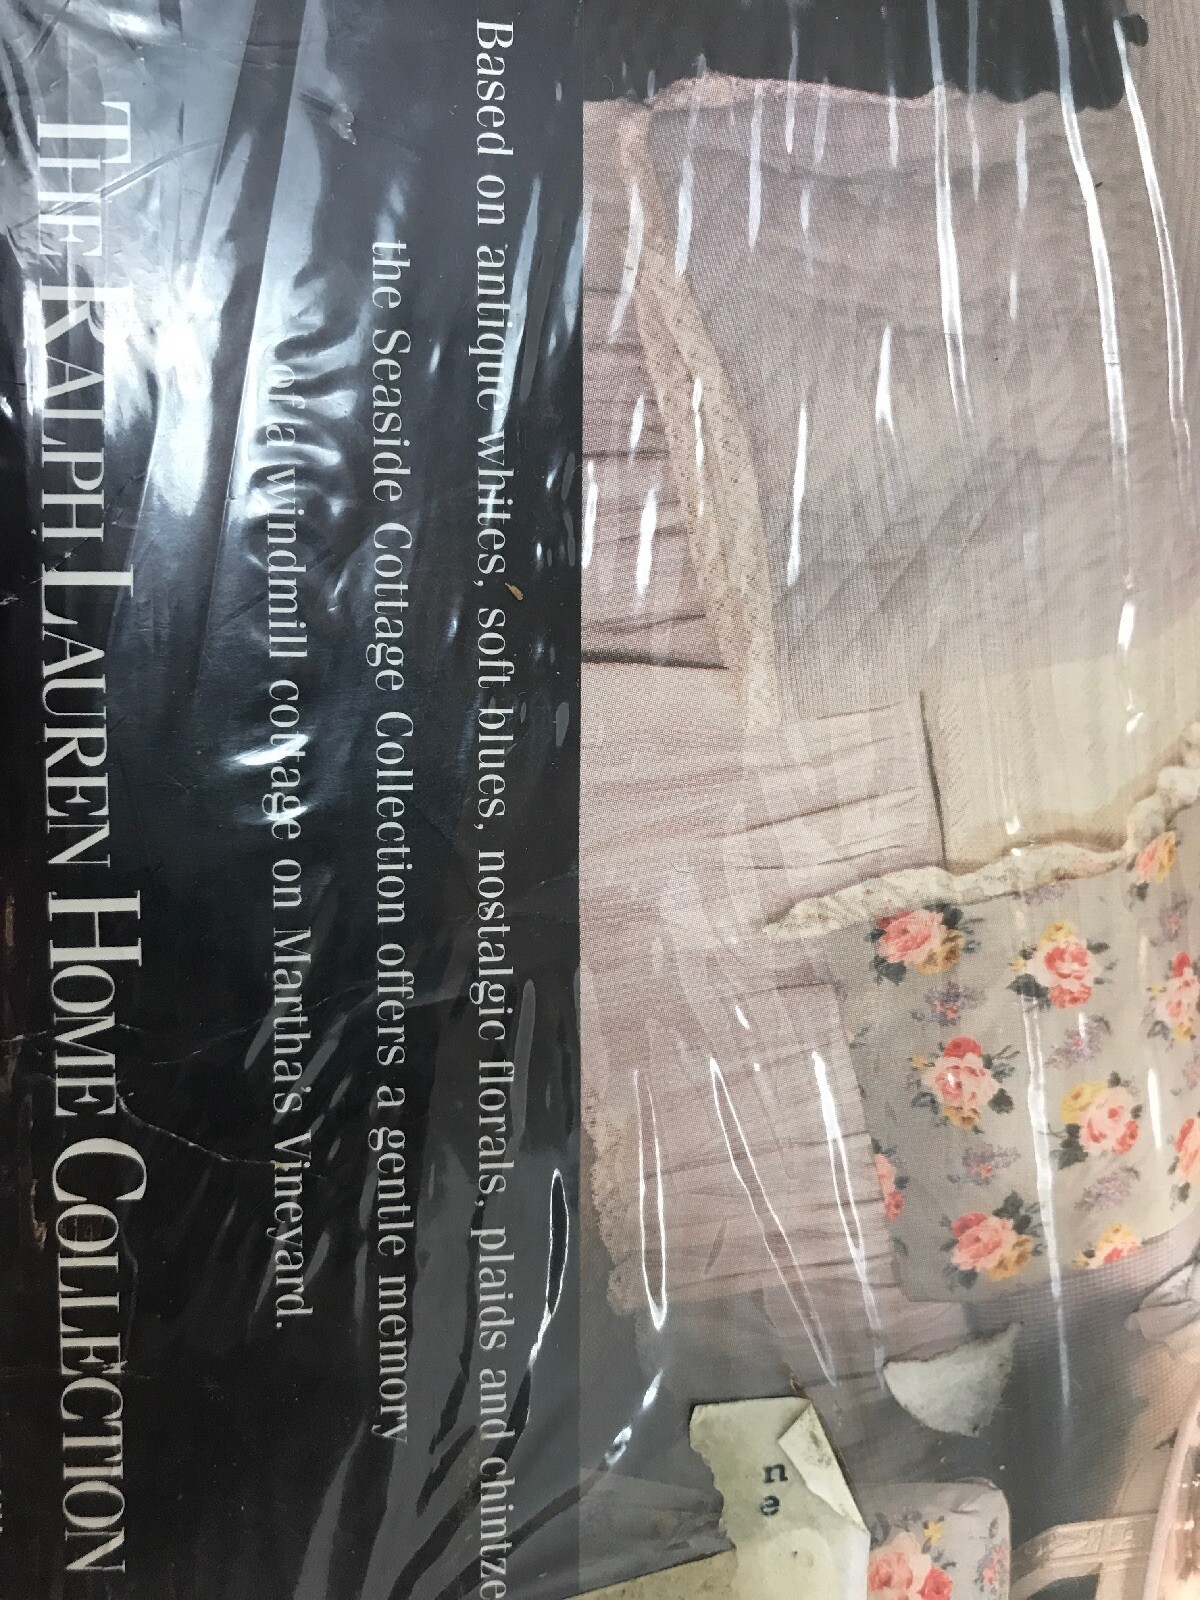 Based on antique whites, soft blues, nostalgic florals, plaids and chintze
the Seaside Cottage Collection offers a gentle memory
of a windmill cottage on Martha's Vineyard.
THE RALPH LAUREN HOME COLLECTION
n
e